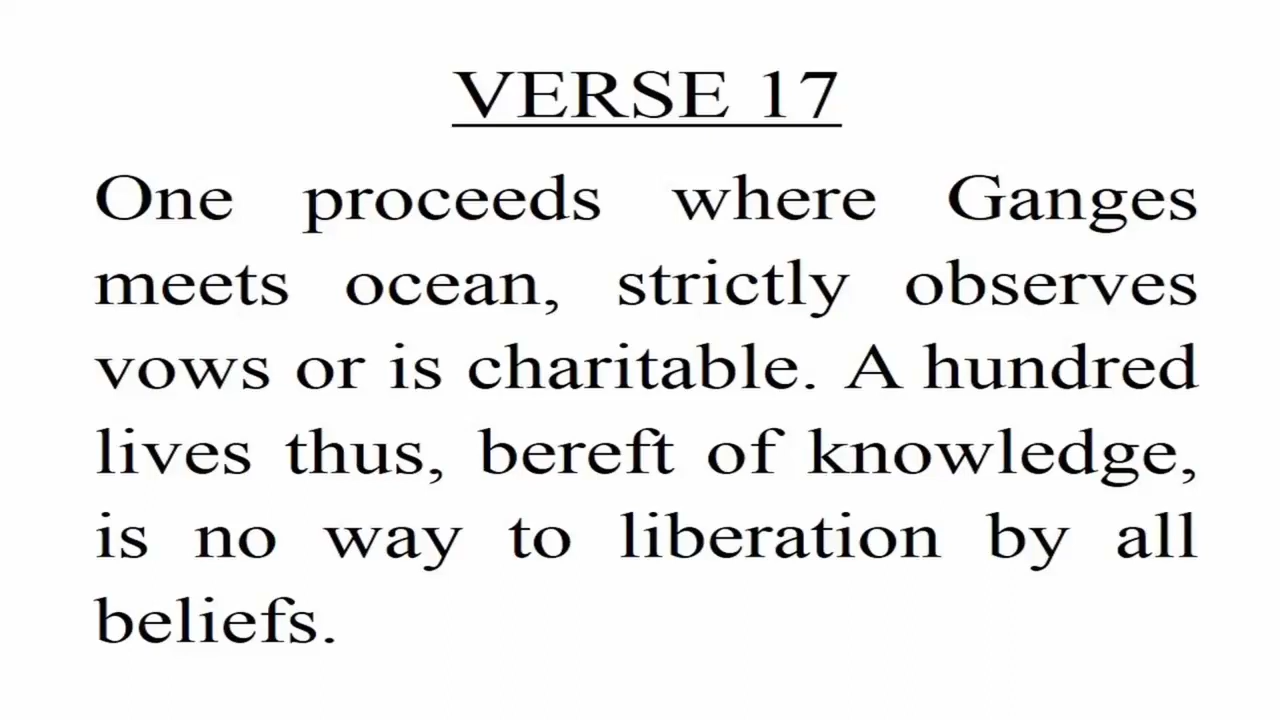 VERSE 17
One proceeds where Ganges
meets ocean, strictly observes
vows or is charitable. A hundred
lives thus, bereft of knowledge,
is no way to liberation by all
beliefs.